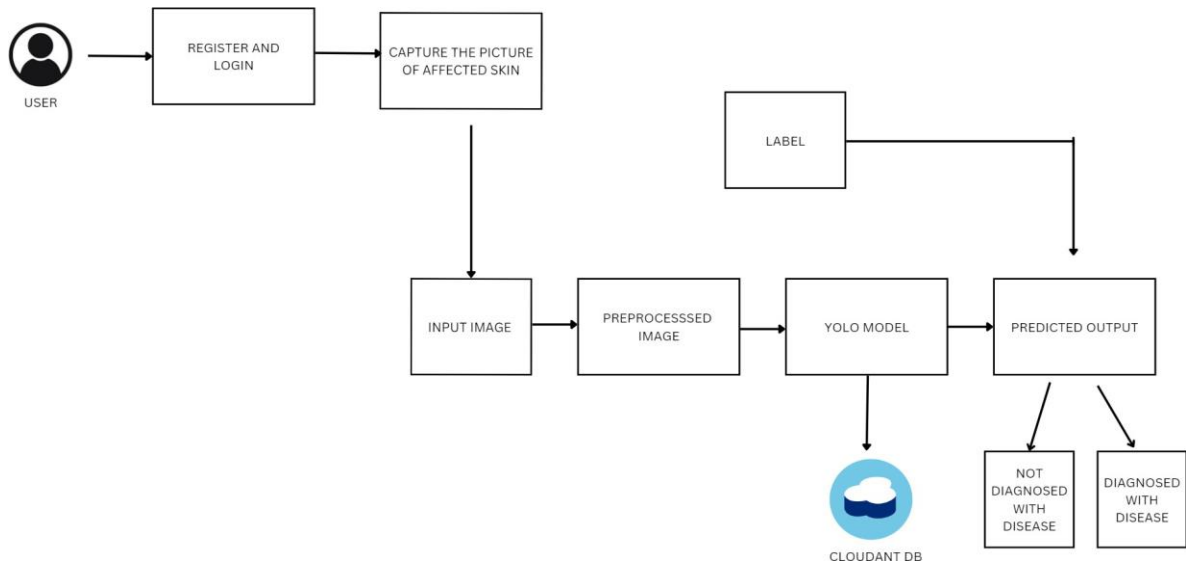 USER
REGISTER AND
LOGIN
CAPTURE THE PICTURE
OF AFFECTED SKIN
LABEL
INPUT IMAGE
PREPROCESSSED
IMAGE
YOLO MODEL
PREDICTED OUTPUT
NOT
DIAGNOSED
WITH
DISEASE
DIAGNOSED
WITH
DISEASE
CLOUDANT DB